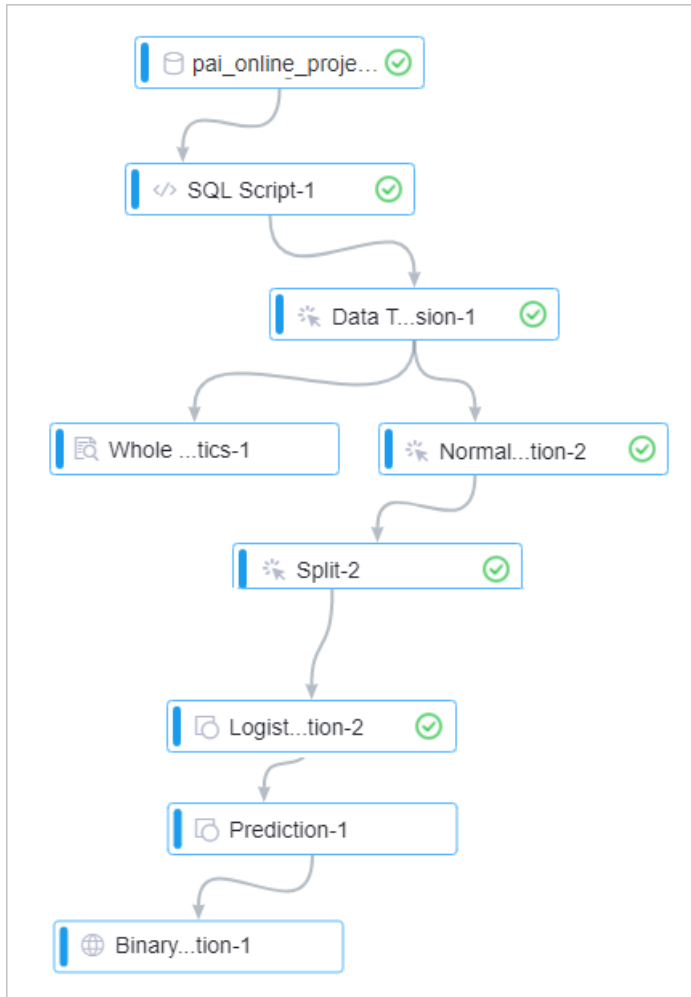 pai_online_proje...
SQL Script-1
Data T...sion-1
Whole ...tics-1
Normal...tion-2
Split-2
Logist...tion-2
Prediction-1
Binary...tion-1